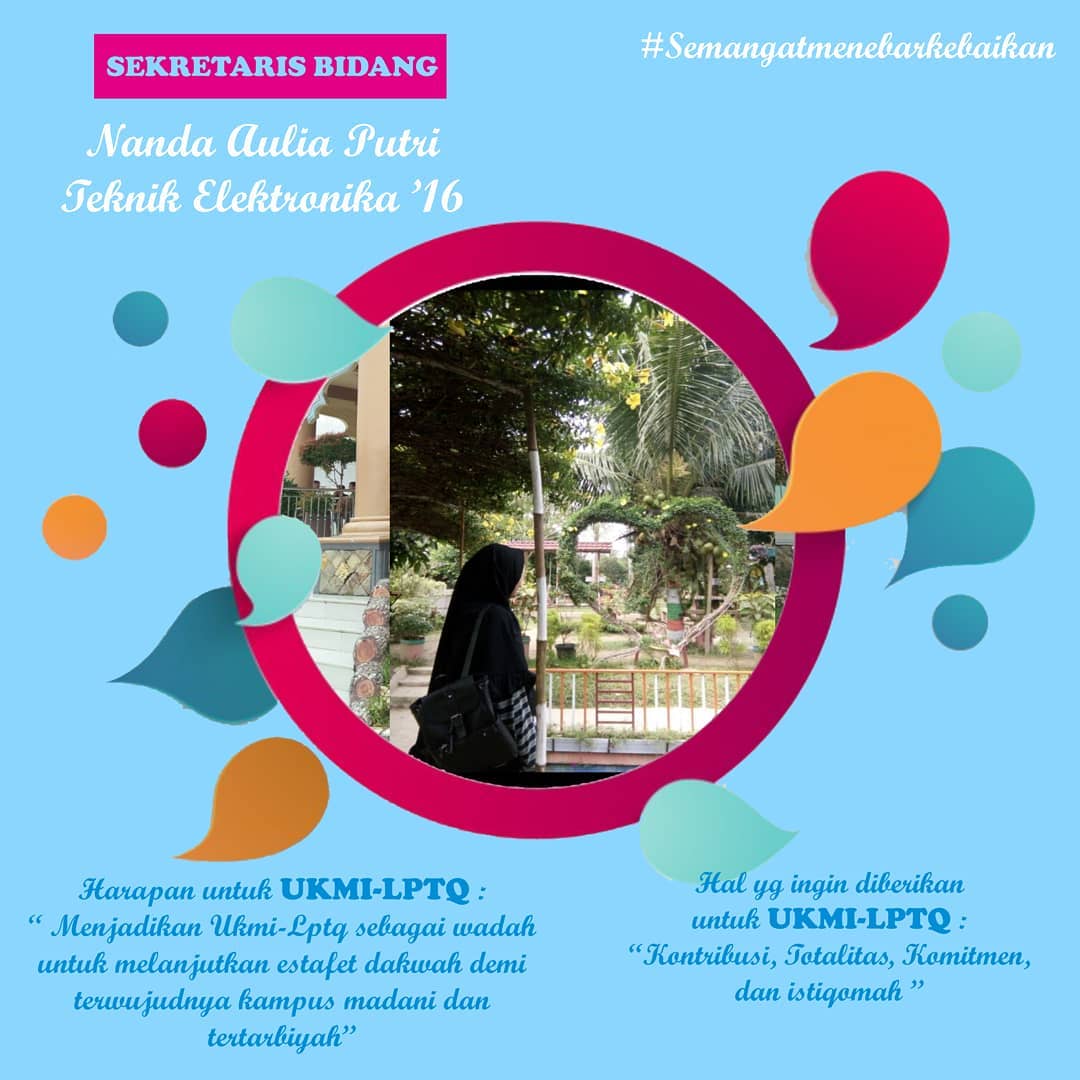 SEKRETARIS BIDANG
#Semangatmenebarkebaikan
Nanda Aulia Putri
Teknik Elektronika ’16
Harapan untuk UKMI-LPTQ :
“ Menjadikan Ukmi-Lptq sebagai wadah
untuk melanjutkan estafet dakwah demi
terwujudnya kampus madani dan
tertarbiyah”
Hal yg ingin diberikan
untuk UKMI-LPTQ :
“Kontribusi, Totalitas, Komitmen,
dan istiqomah ”